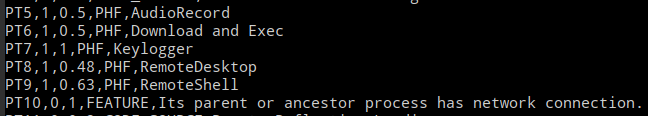 PT5,1,0.5,PHF,AudioRecord
PT6,1,0.5,PHF,Download and Exec
PT7,1,1,PHF,Keylogger
PT8,1,0.48,PHF,RemoteDesktop
PT9,1,0.63,PHF,RemoteShell
PT10,0,1,FEATURE,Its parent or ancestor process has network connection.